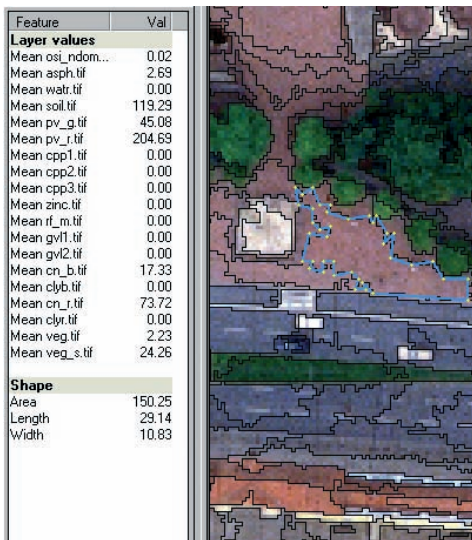 Feature Val
Layer values
Mean osi_ndom... 0.02
Mean asph.tif 2.69
Mean watr.tif 0.00
Mean soil.tif 119.29
Mean pv_g.tif 45.08
Mean pv_r.tif 204.69
Mean cpp1.tif 0.00
Mean cpp2.tif 0.00
Mean cpp3.tif 0.00
Mean zinc.tif 0.00
Mean rf_m.tif 0.00
Mean gvl1.tif 0.00
Mean gvl2.tif 0.00
Mean cn_b.tif 17.33
Mean clyb.tif 0.00
Mean cn_r.tif 73.72
Mean clyr.tif 0.00
Mean veg.tif 2.23
Mean veg_s.tif 24.26
Shape
Area 150.25
Length 29.14
Width 10.83